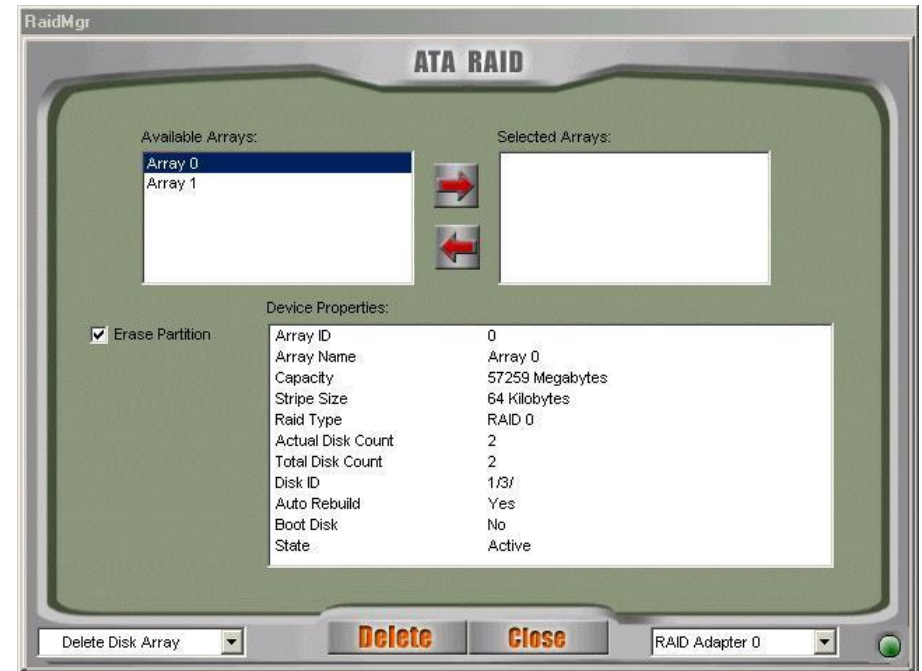 RaidMgr
ATA RAID
Available Arrays:
Selected Arrays:
Array 0
Array 1
Device Properties:
Erase Partition
Array ID 0
Array Name Array 0
Capacity 57259 Megabytes
Stripe Size 64 Kilobytes
Raid Type RAID 0
Actual Disk Count 2
Total Disk Count 2
Disk ID 1/3/
Auto Rebuild Yes
Boot Disk No
State Active
Delete Disk Array
Delete
Close
RAID Adapter 0